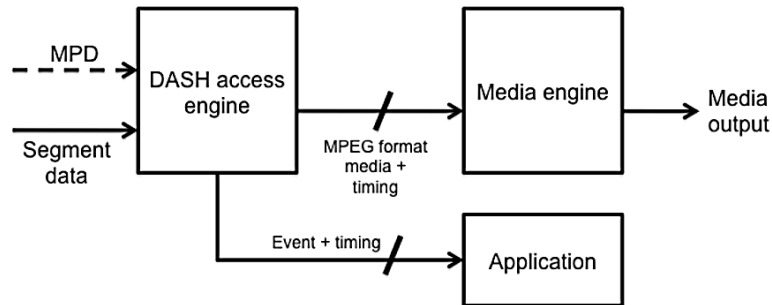 MPD
Segment
data
DASH access
engine
MPEG format
media +
timing
Media engine
Media
output
Event + timing
Application